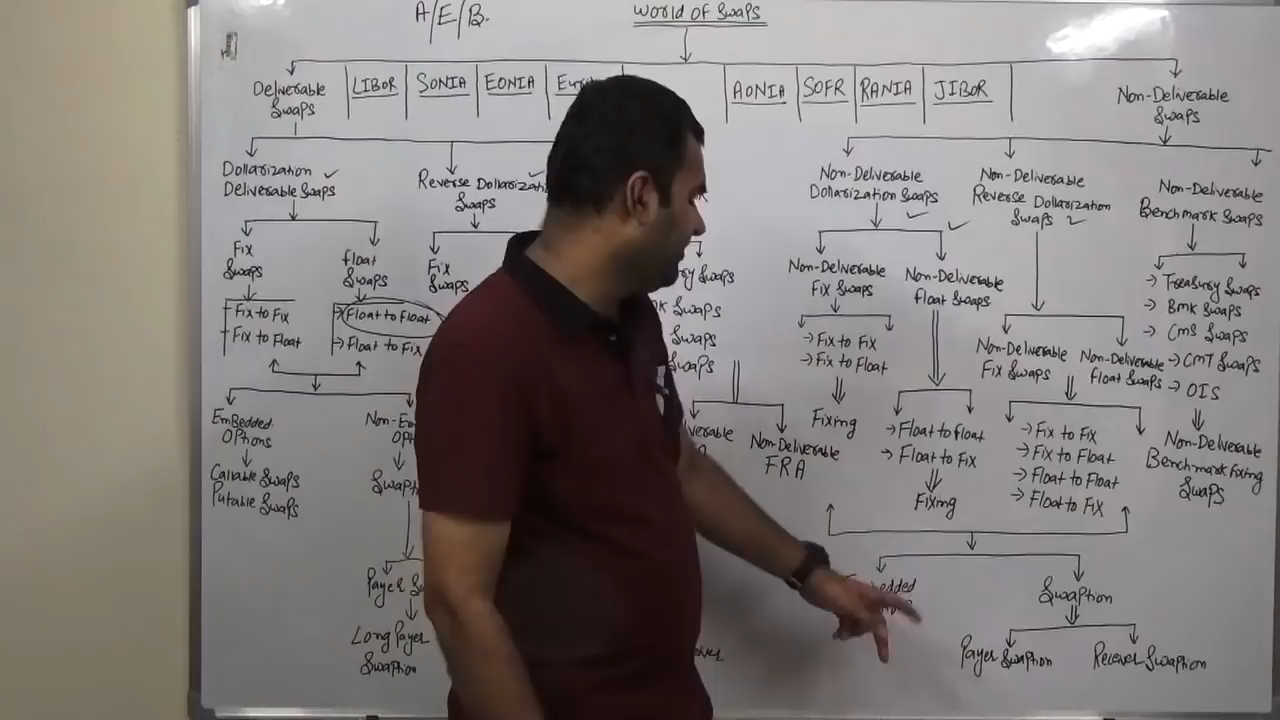 A/E/B.
World of Swaps
Deliverable
Swaps
LIBOR
SONIA
EONIA
AONIA
SOFR
RANIA
JIBOR
Non-Deliverable
Swaps
Dollarization
Deliverable Swaps
Reverse
Swaps
Non-Deliverable
Dollarization Swaps
Non-Deliverable
Reverse Dollarization
Swaps
Non-Deliverable
Benchmark Swaps
Fix
Swaps
float
Swaps
Fix
Swaps
Swaps
Swaps
Swaps
Swaps
Fix to Fix
Fix to Float
Float to Float
Float to Fix
Non-Deliverable
Fix Swaps
Non-Deliverable
float Swaps
Fix to Fix
Fix to Float
Fixing
Float to float
Float to Fix
Fixing
Non-Deliverable
Fix Swaps
Non-Deliverable
Float Swaps
Fix to Fix
Fix to Float
Float to Float
Float to Fix
Treasury Swaps
Bmk Swaps
CMS Swaps
CMT Swaps
OIS
Non-Deliverable
Benchmark Fixing
Swaps
Embedded
Options
Callable Swaps
Putable Swaps
Payer
Long Payer
Swaption
Non-Deliverable
FRA
Swaption
Payer Swaption
Reciever Swaption